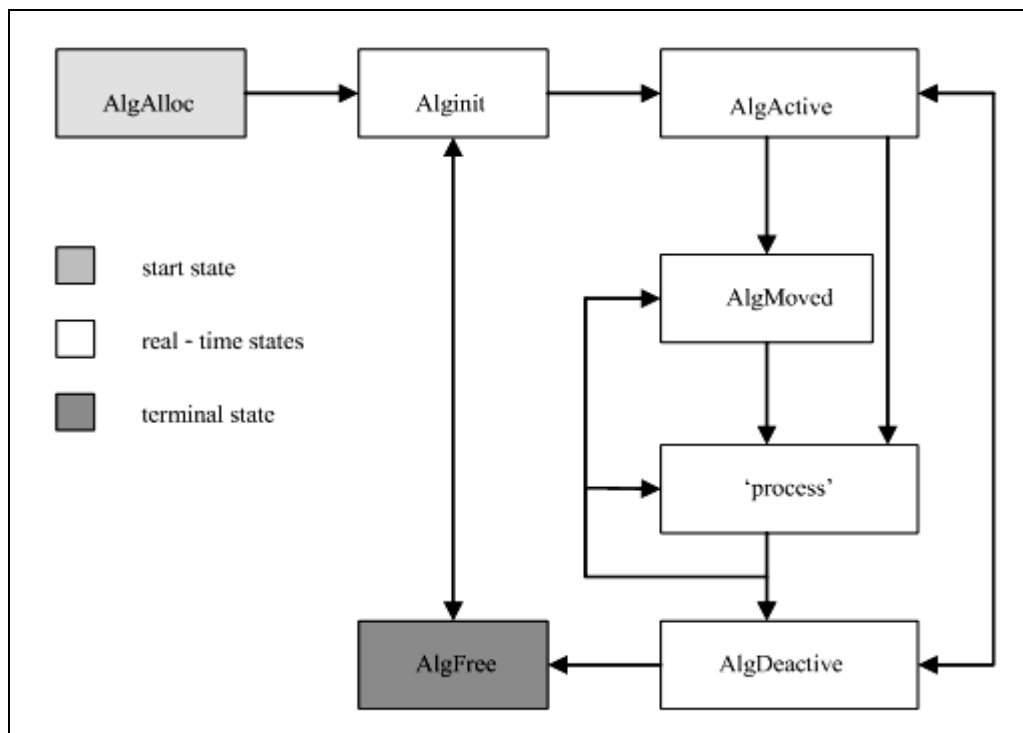 AlgAlloc
Alginit
AlgActive
start state
AlgMoved
real - time states
terminal state
‘process’
AlgFree
AlgDeactive